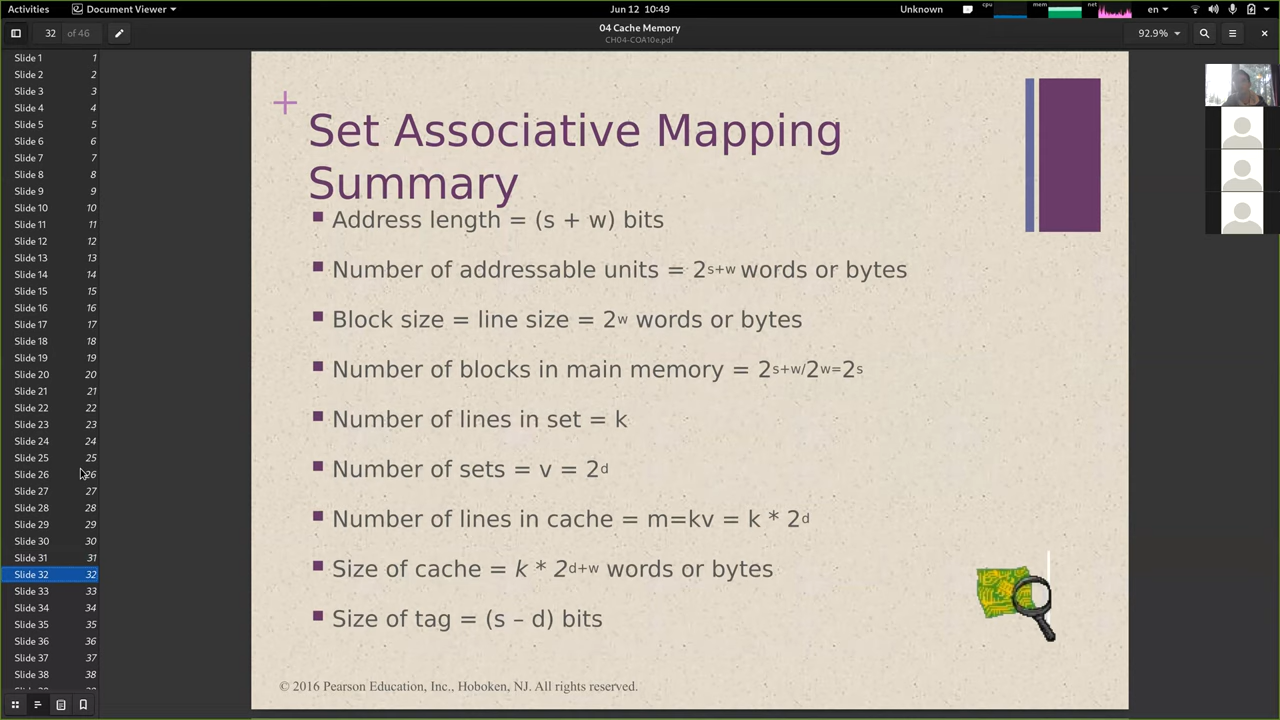 Activities
Document Viewer
Jun 12 10:49
Unknown
cpu
mem
net
en
32 of 46
04 Cache Memory
CH04-COA10e.pdf
92.9%
Slide 1 1
Slide 2 2
Slide 3 3
Slide 4 4
Slide 5 5
Slide 6 6
Slide 7 7
Slide 8 8
Slide 9 9
Slide 10 10
Slide 11 11
Slide 12 12
Slide 13 13
Slide 14 14
Slide 15 15
Slide 16 16
Slide 17 17
Slide 18 18
Slide 19 19
Slide 20 20
Slide 21 21
Slide 22 22
Slide 23 23
Slide 24 24
Slide 25 25
Slide 26 26
Slide 27 27
Slide 28 28
Slide 29 29
Slide 30 30
Slide 31 31
Slide 32 32
Slide 33 33
Slide 34 34
Slide 35 35
Slide 36 36
Slide 37 37
Slide 38 38
+
Set Associative Mapping
Summary
Address length = (s + w) bits
Number of addressable units = 2s+w words or bytes
Block size = line size = 2w words or bytes
Number of blocks in main memory = 2s+w/2w=2s
Number of lines in set = k
Number of sets = v = 2d
Number of lines in cache = m=kv = k * 2d
Size of cache = k * 2d+w words or bytes
Size of tag = (s – d) bits
© 2016 Pearson Education, Inc., Hoboken, NJ. All rights reserved.